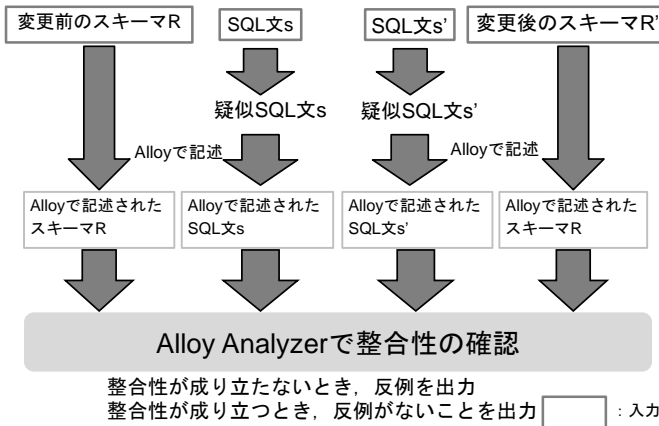 変更前のスキーマR
SQL文s
SQL文s’
変更後のスキーマR’
疑似SQL文s
疑似SQL文s’
Alloyで記述
Alloyで記述
Alloyで記述された
スキーマR
Alloyで記述された
SQL文s
Alloyで記述された
SQL文s’
Alloyで記述された
スキーマR
Alloy Analyzerで整合性の確認
整合性が成り立たないとき，反例を出力
整合性が成り立つとき，反例がないことを出力
：入力